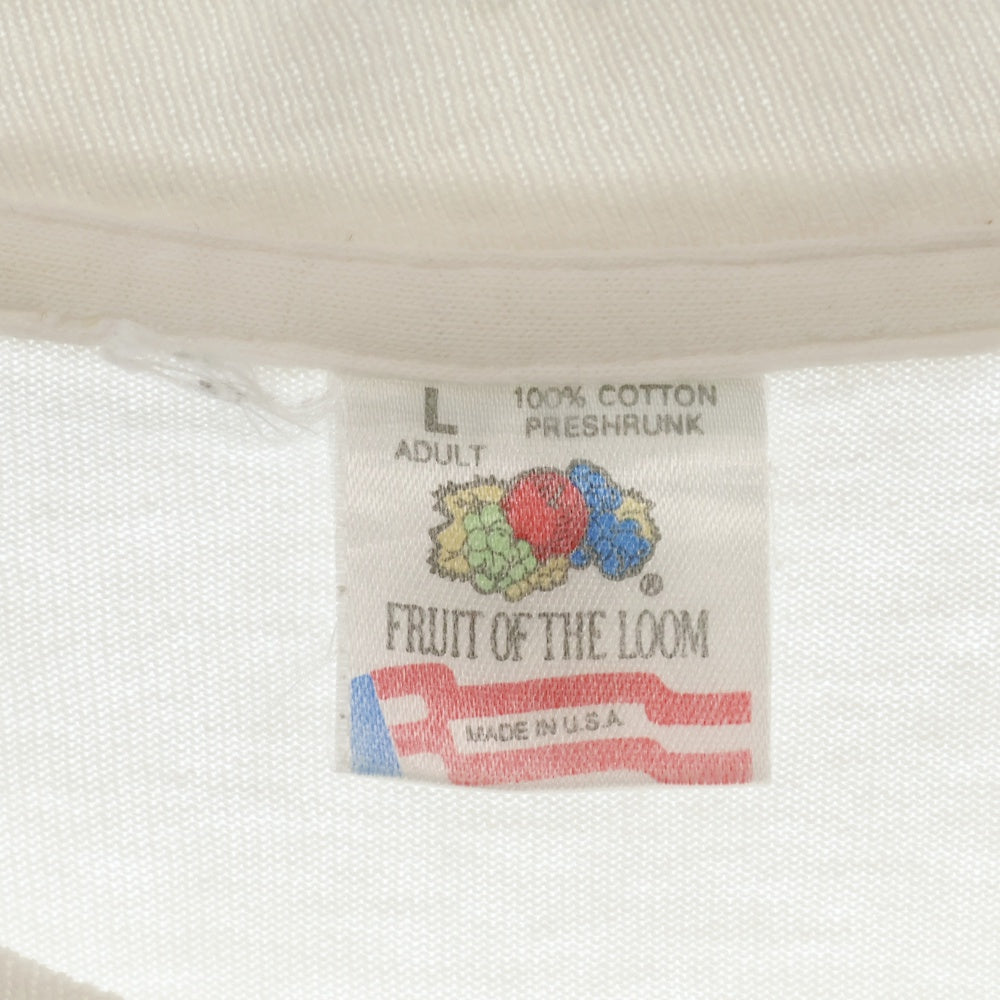 L
ADULT
100% COTTON
PRESHRUNK
®
FRUIT OF THE LOOM
MADE IN U.S.A.